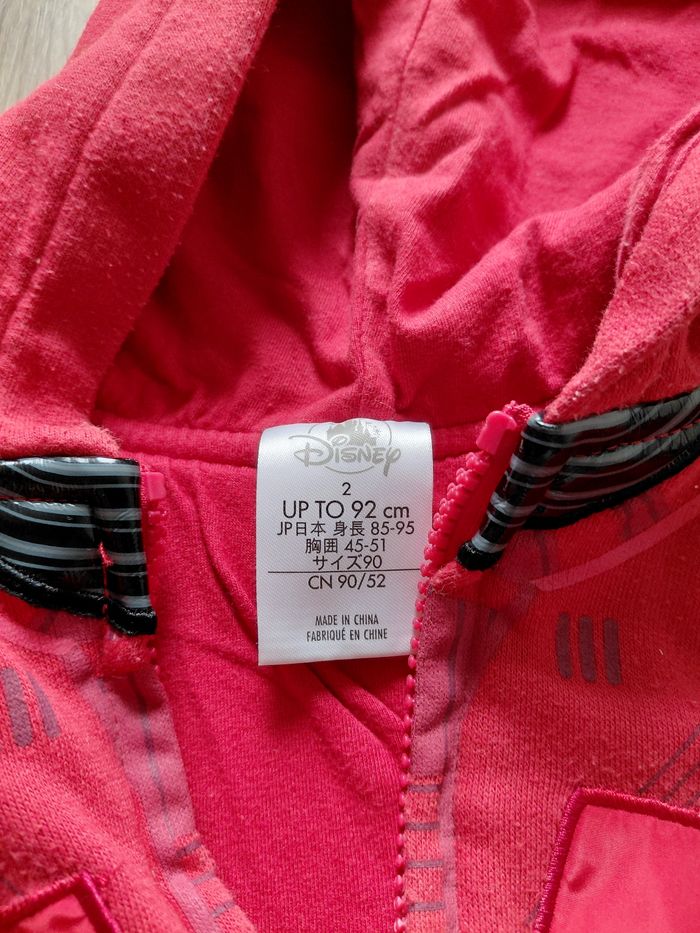 Disney
2
UP TO 92 cm
JP日本 身長 85-95
胸囲 45-51
サイズ90
CN 90/52
MADE IN CHINA
FABRIQUÉ EN CHINE